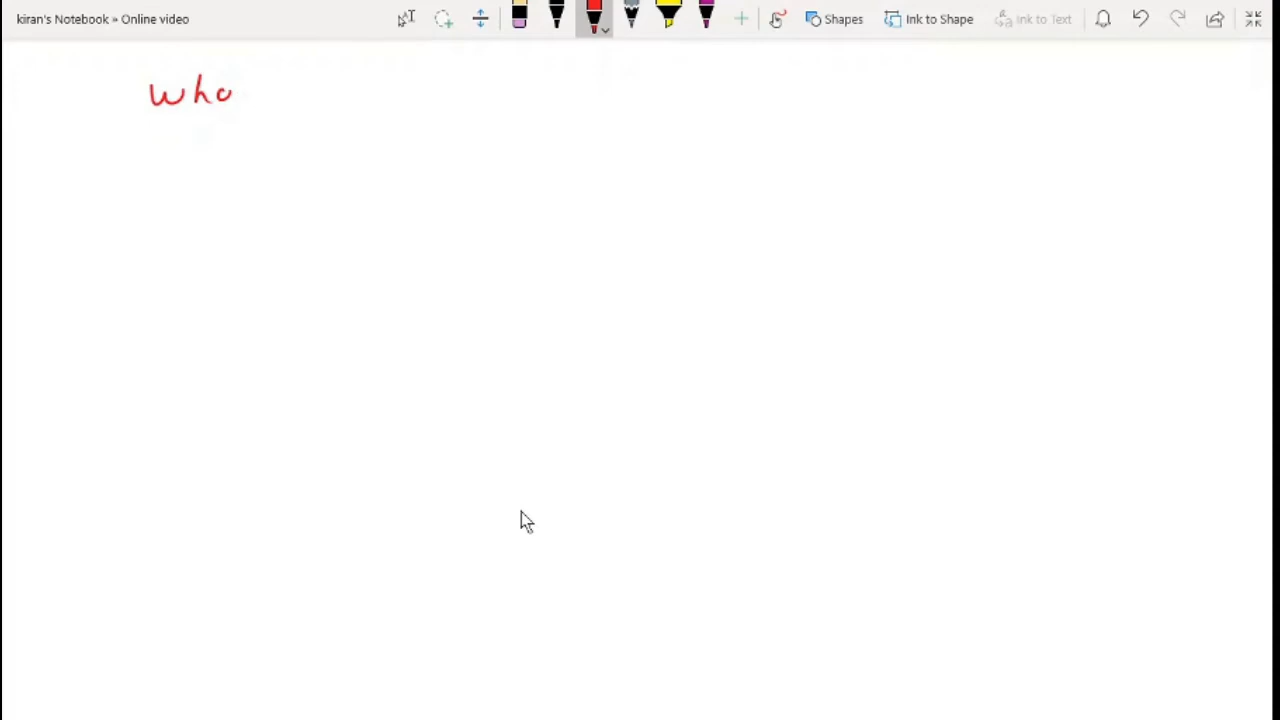 kiran's Notebook » Online video
Shapes
Ink to Shape
Ink to Text
who